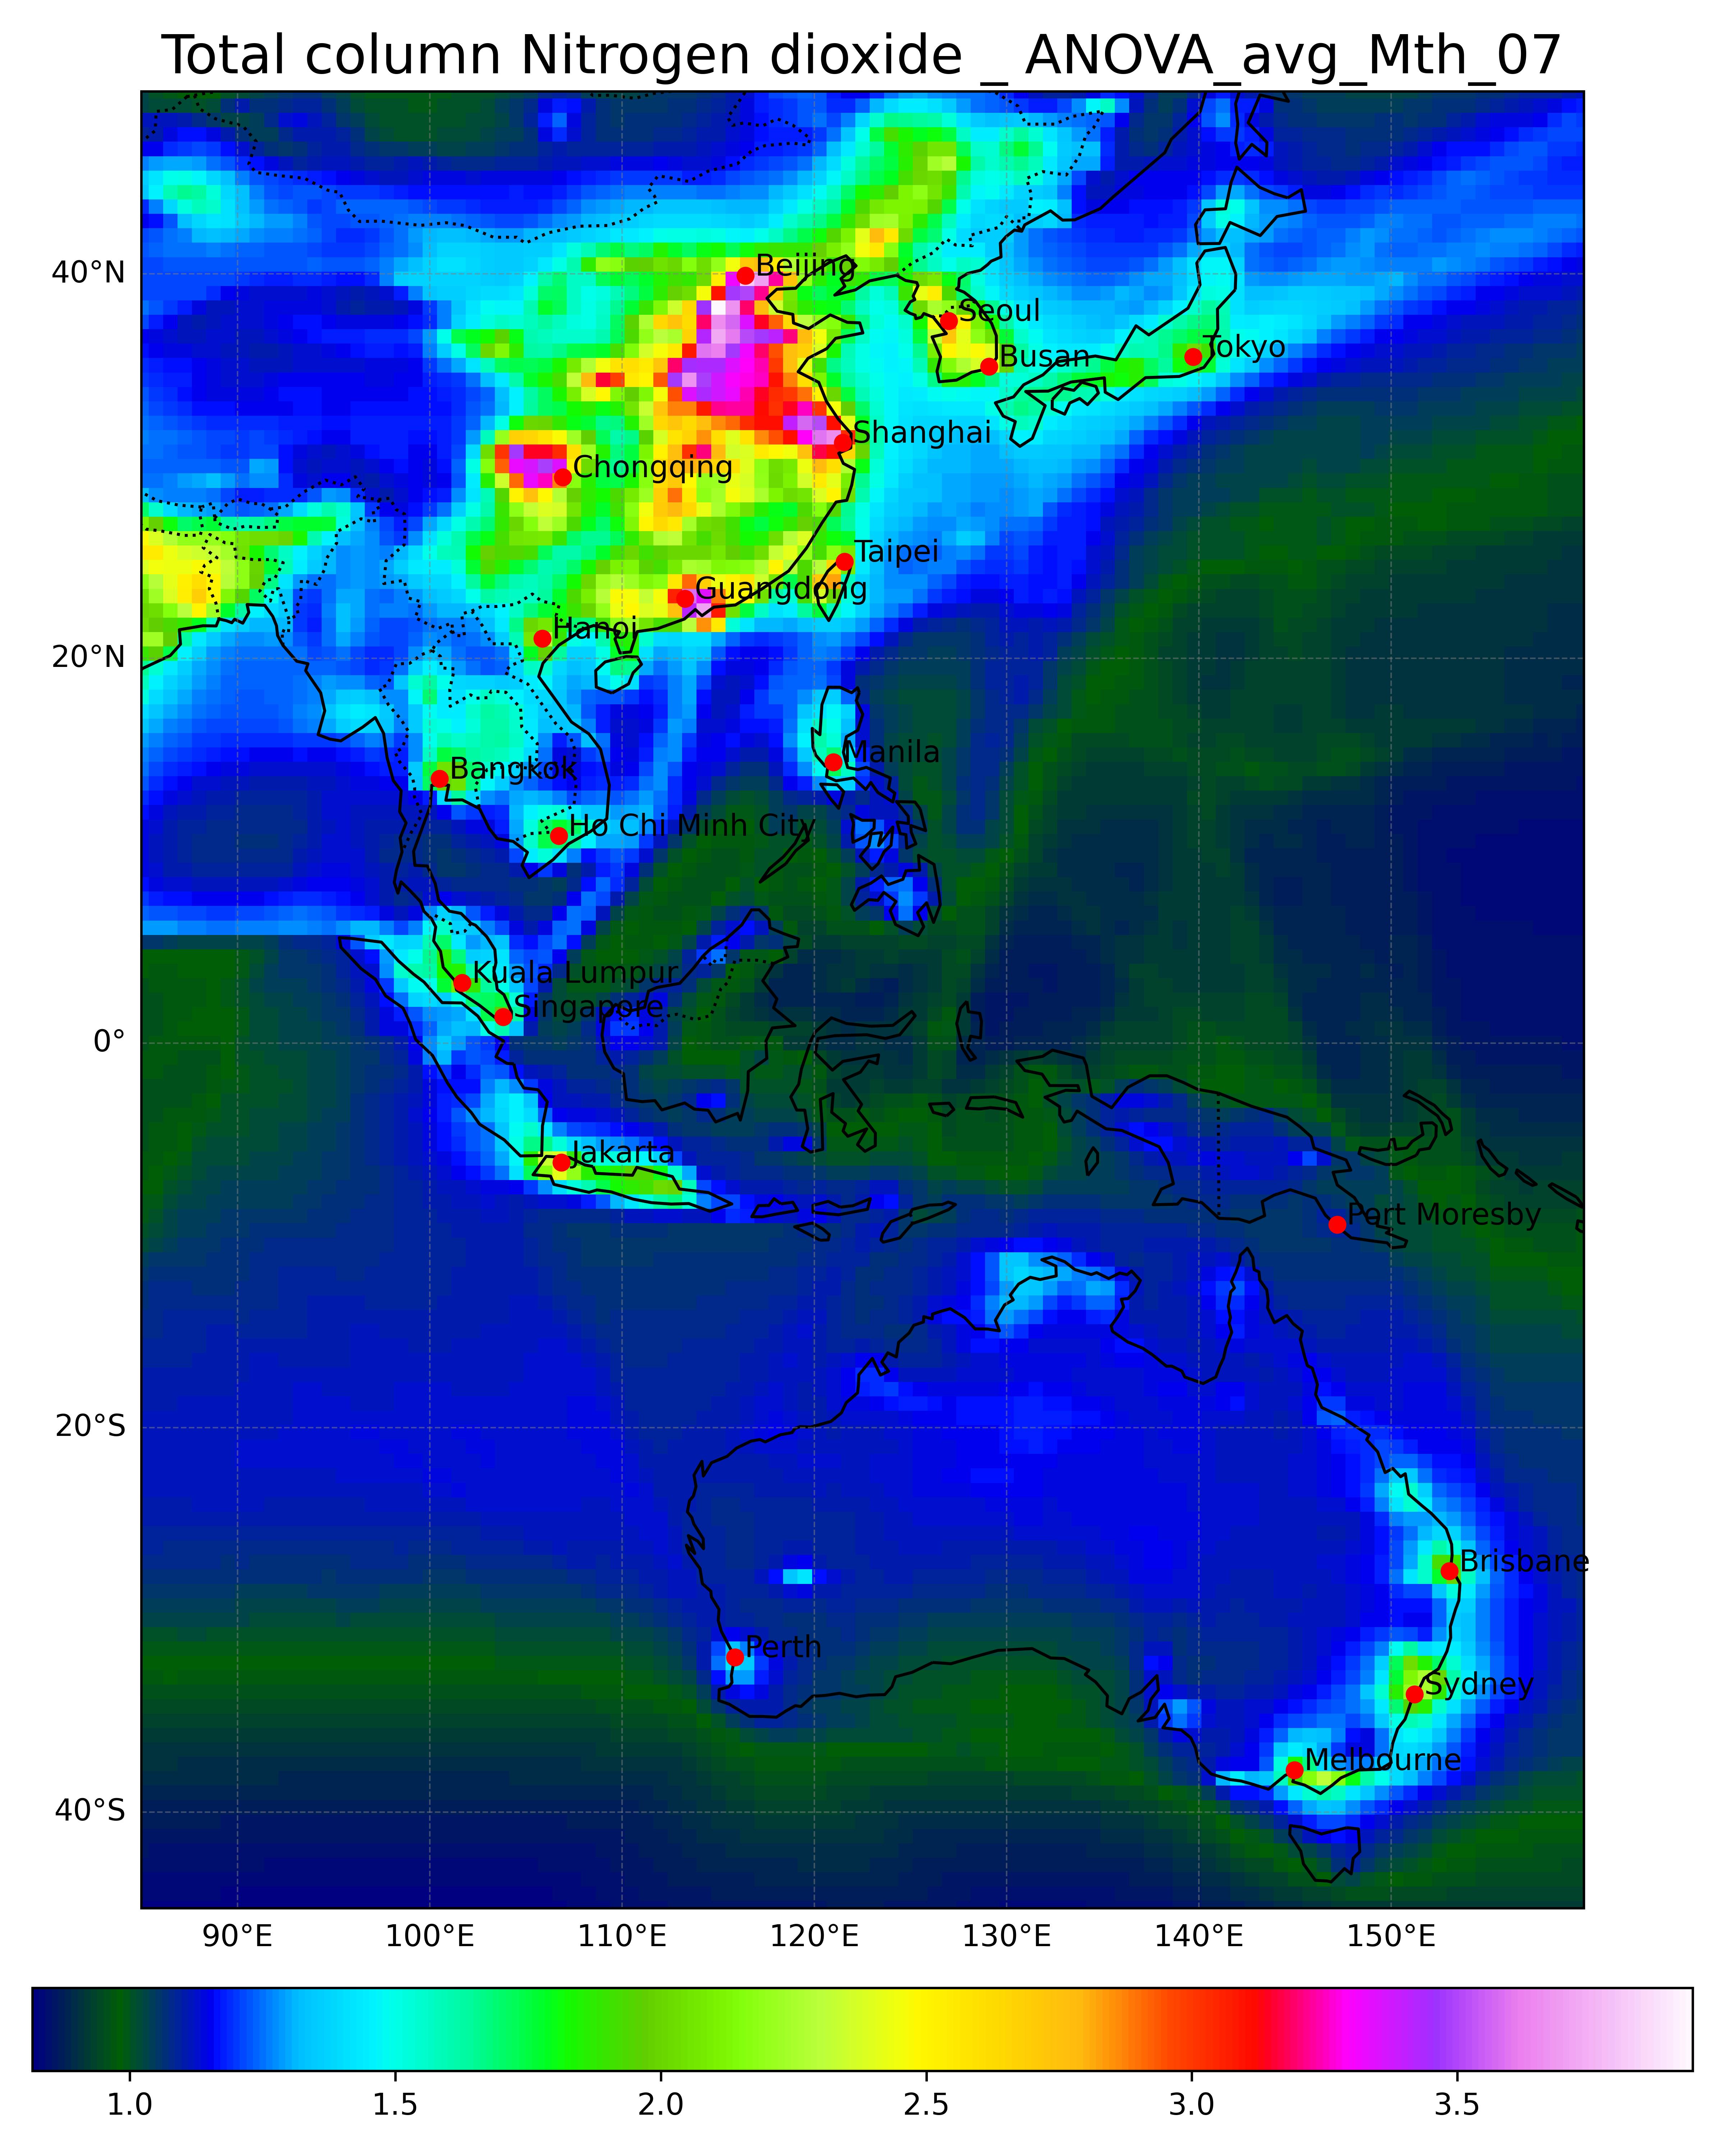 Total column Nitrogen dioxide _ ANOVA_avg_Mth_07
40°N
20°N
0°
20°S
40°S
Beijing
Seoul
Busan
Tokyo
Shanghai
Chongqing
Taipei
Guangdong
Hanoi
Manila
Bangkok
Ho Chi Minh City
Kuala Lumpur
Singapore
Jakarta
Port Moresby
Brisbane
Perth
Sydney
Melbourne
90°E 100°E 110°E 120°E 130°E 140°E 150°E
1.0 1.5 2.0 2.5 3.0 3.5